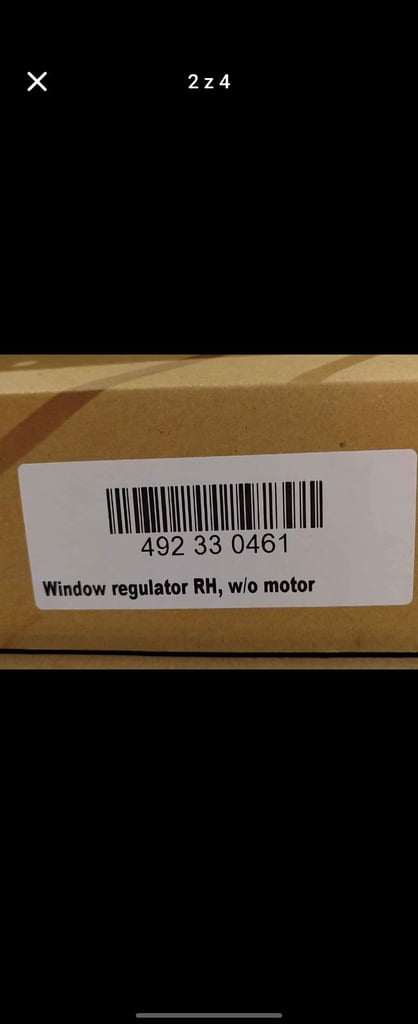 2 z 4
492 33 0461
Window regulator RH, w/o motor